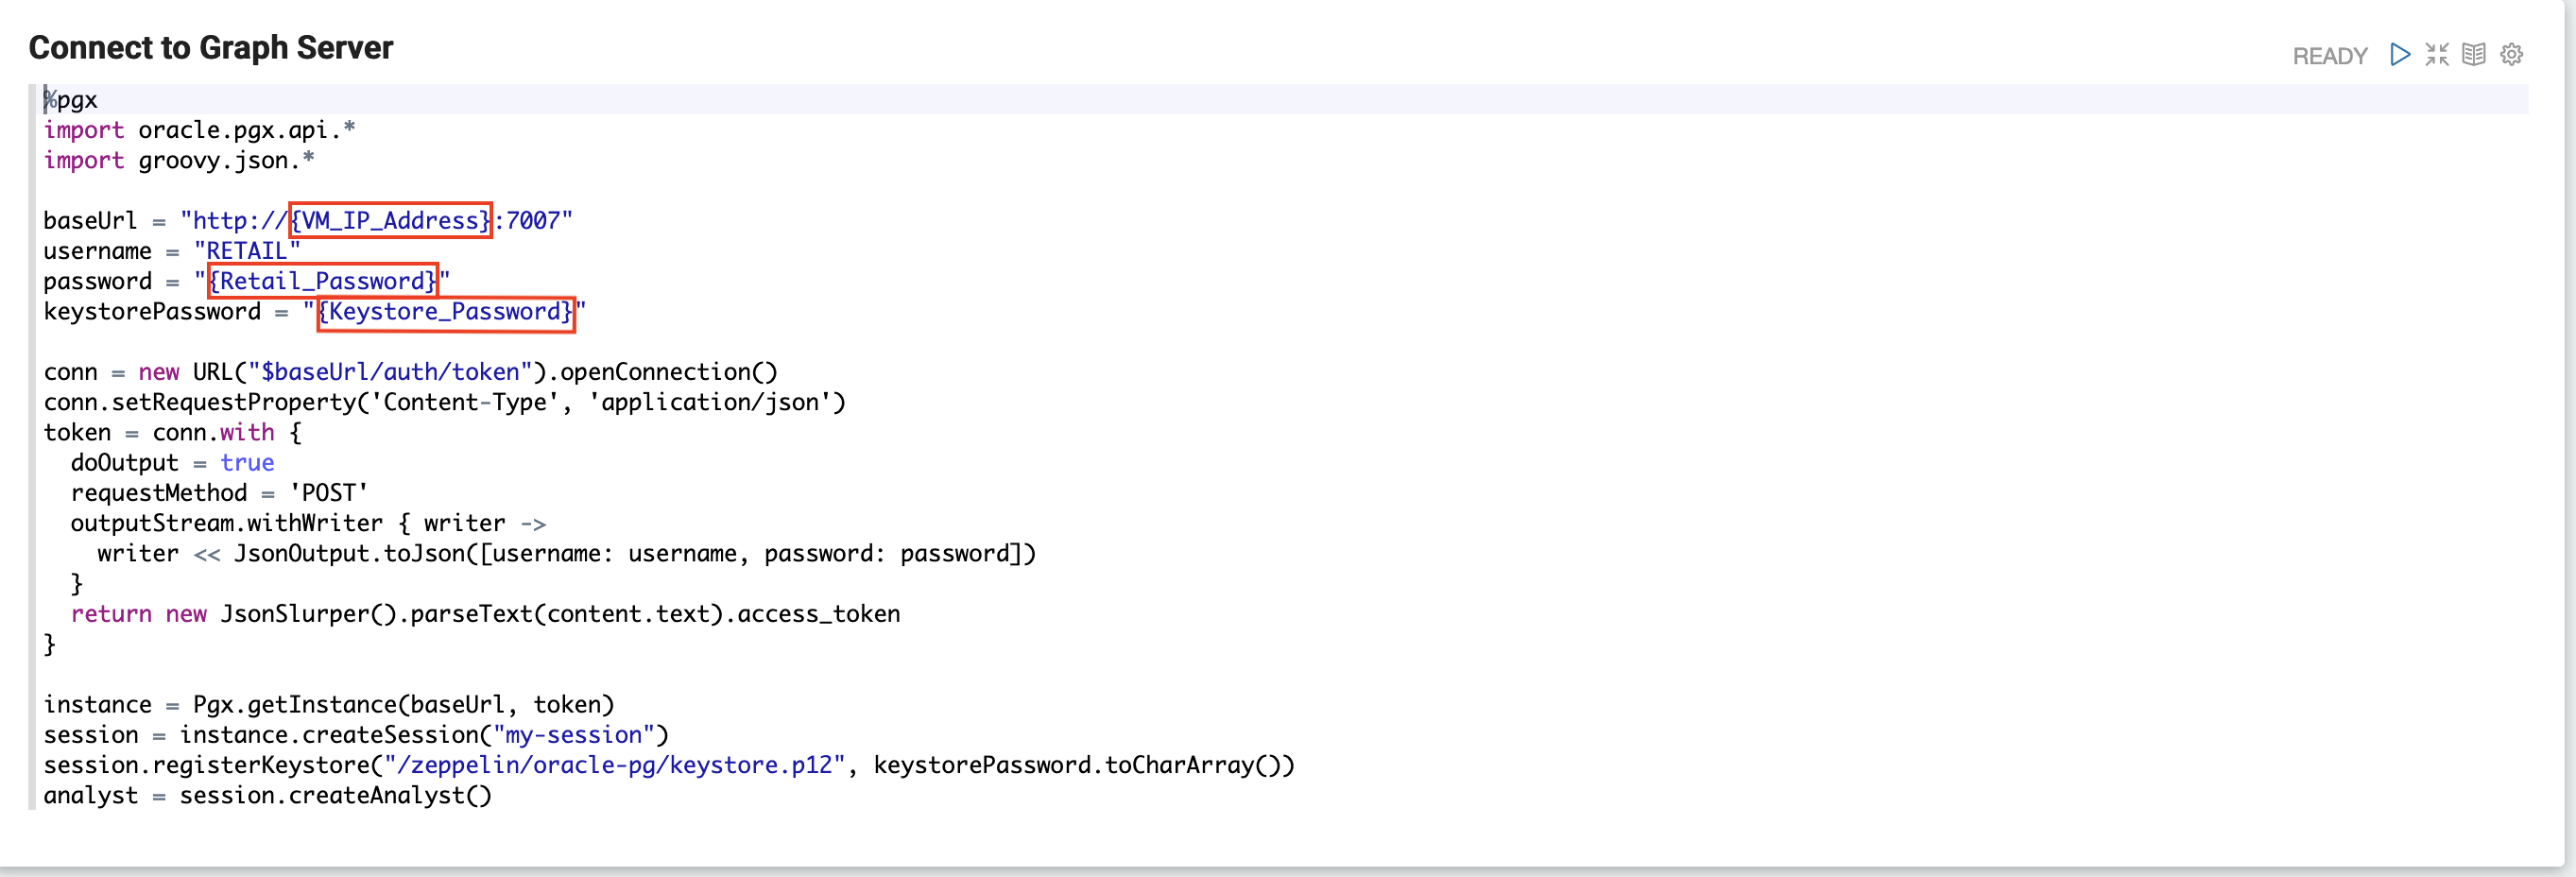 Connect to Graph Server
READY
%pgx
import oracle.pgx.api.*
import groovy.json.*
baseUrl = "http://{VM_IP_Address}:7007"
username = "RETAIL"
password = "{Retail_Password}"
keystorePassword = "{Keystore_Password}"
conn = new URL("$baseUrl/auth/token").openConnection()
conn.setRequestProperty('Content-Type', 'application/json')
token = conn.with {
  doOutput = true
  requestMethod = 'POST'
  outputStream.withWriter { writer ->
    writer << JsonOutput.toJson([username: username, password: password])
  }
  return new JsonSlurper().parseText(content.text).access_token
}
instance = Pgx.getInstance(baseUrl, token)
session = instance.createSession("my-session")
session.registerKeystore("/zeppelin/oracle-pg/keystore.p12", keystorePassword.toCharArray())
analyst = session.createAnalyst()